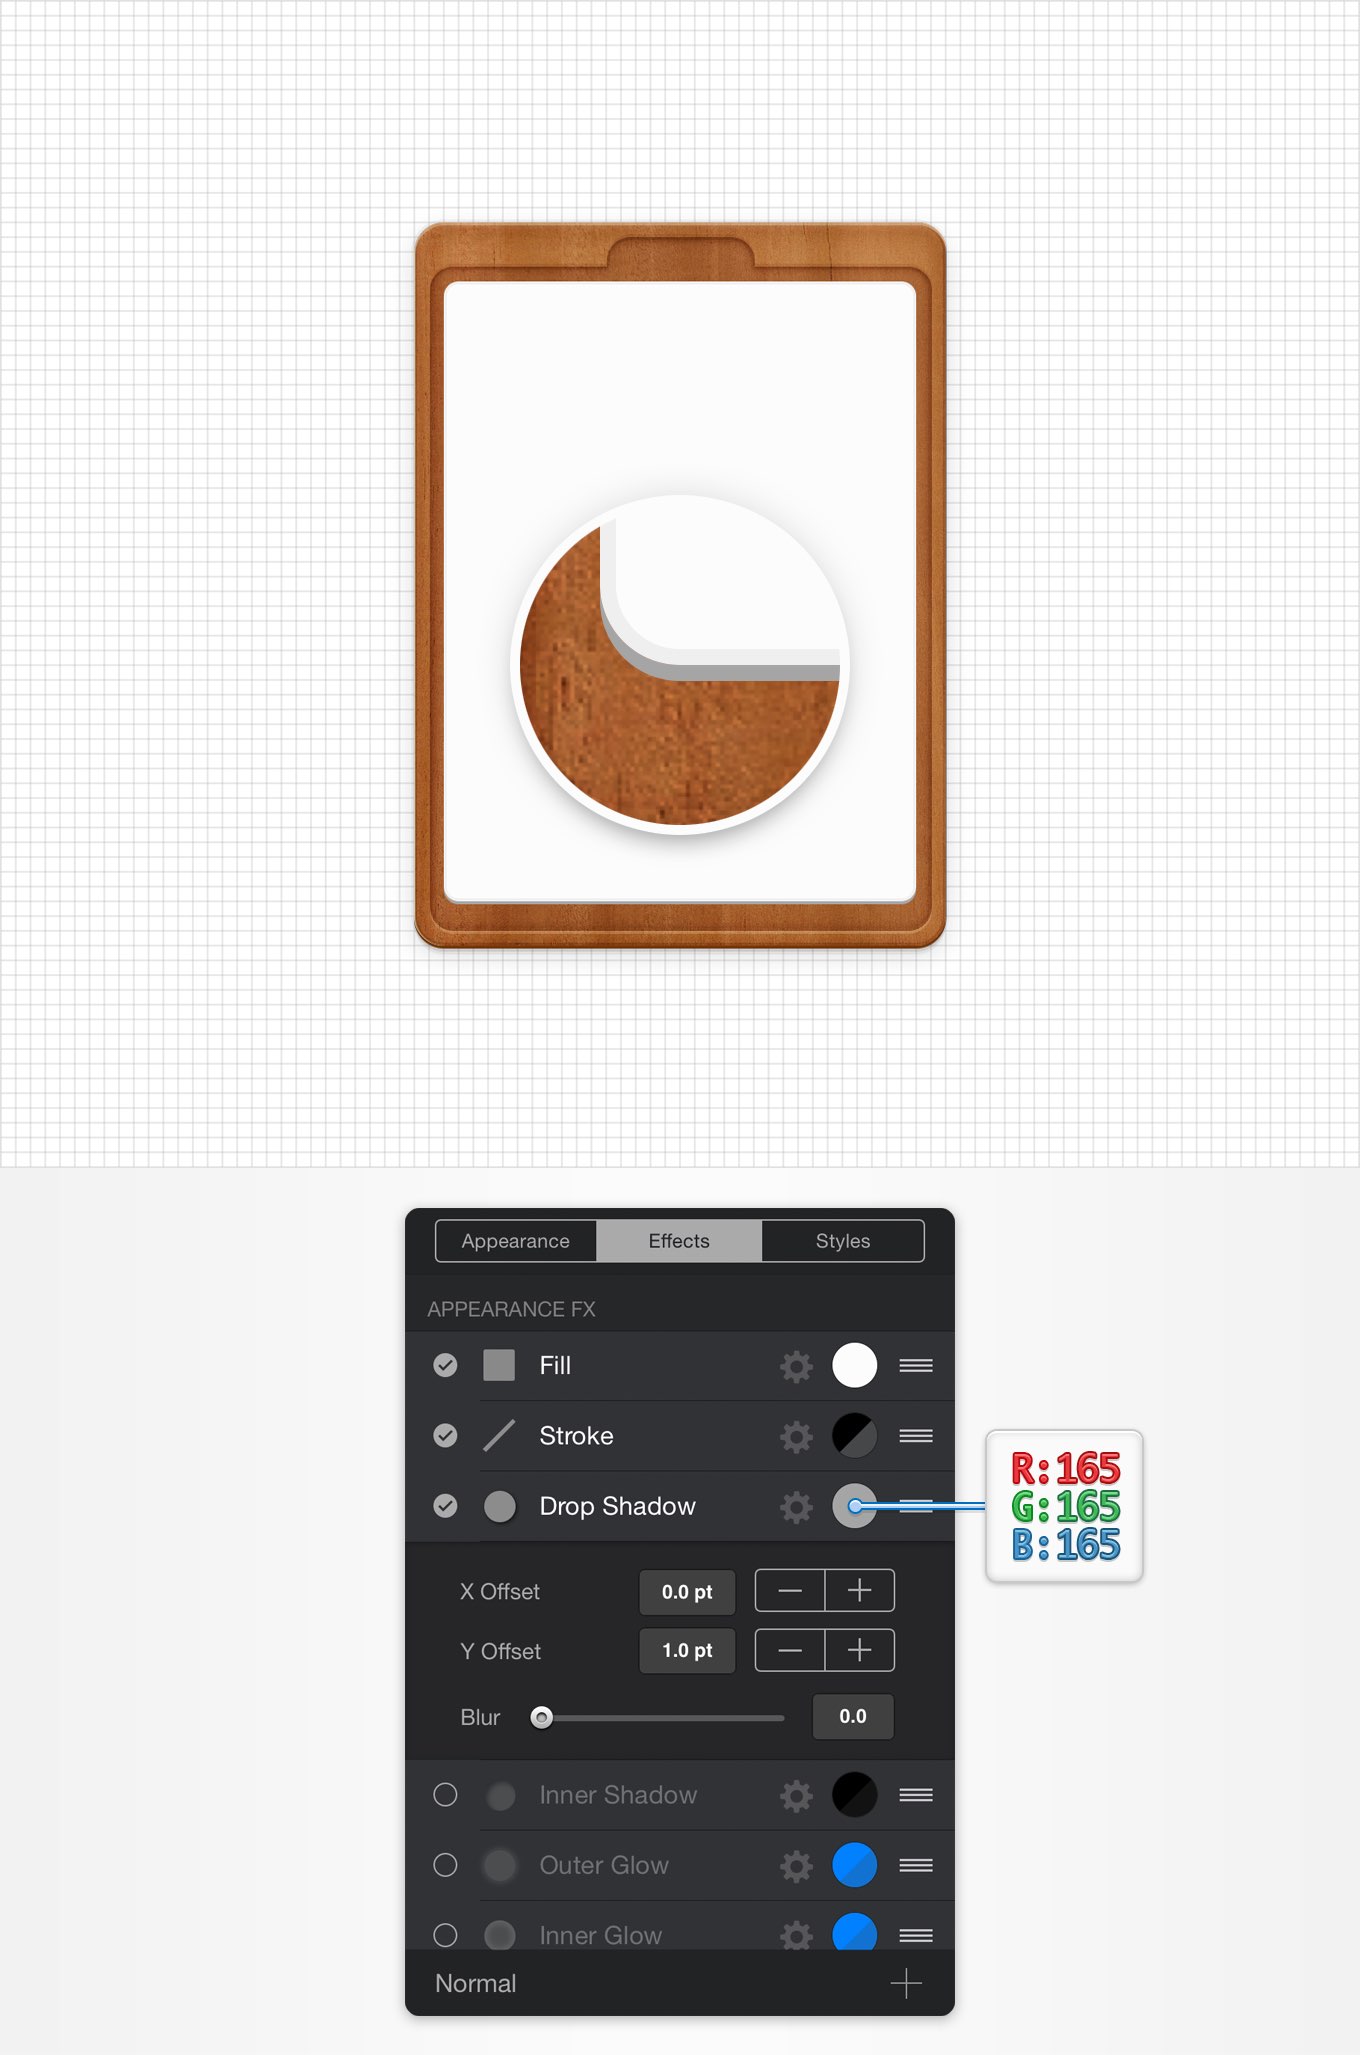 Appearance Effects Styles
APPEARANCE FX
Fill
Stroke
Drop Shadow
R:165
G:165
B:165
X Offset 0.0 pt
Y Offset 1.0 pt
Blur 0.0
Inner Shadow
Outer Glow
Inner Glow
Normal